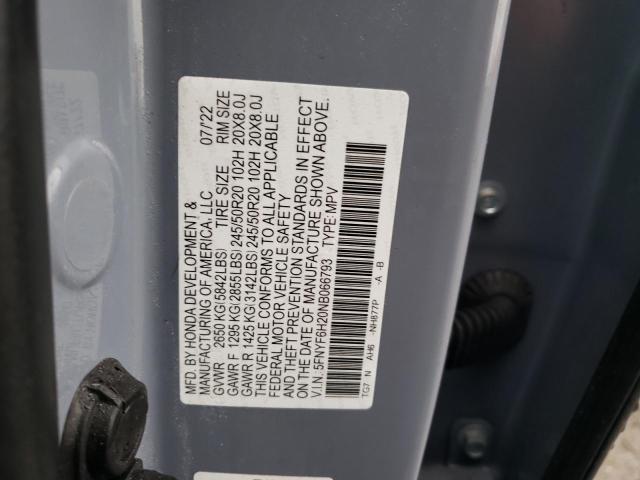 MFD. BY HONDA DEVELOPMENT &
MANUFACTURING OF AMERICA, LLC 07/'22
GVWR 2650 KG(5842LBS) TIRE SIZE RIM SIZE
GAWR F 1295 KG(2855LBS) 245/50R20 102H 20X8.0J
GAWR R 1425 KG(3142LBS) 245/50R20 102H 20X8.0J
THIS VEHICLE CONFORMS TO ALL APPLICABLE
FEDERAL MOTOR VEHICLE SAFETY
AND THEFT PREVENTION STANDARDS IN EFFECT
ON THE DATE OF MANUFACTURE SHOWN ABOVE.
V.I.N.: 5FNYF6H20NB066793 TYPE: MPV
TG7 N AH6 -NH877P -A -B